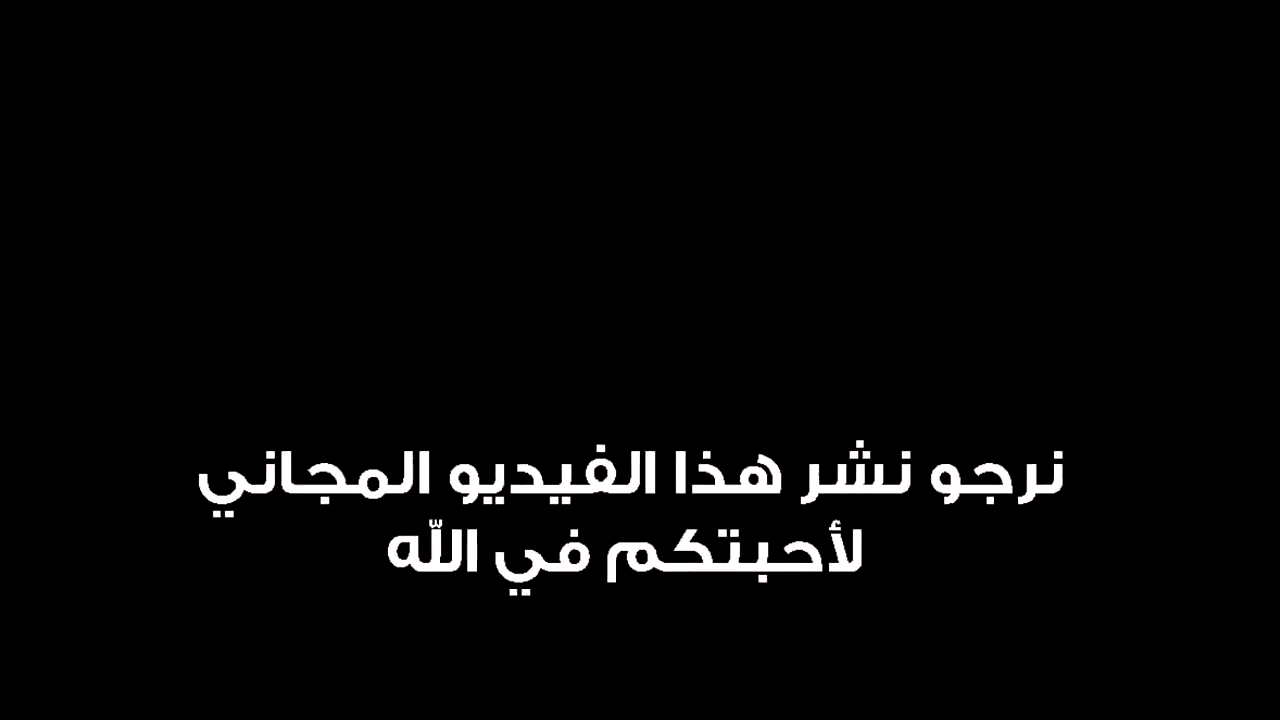 نرجو نشر هذا الفيديو المجاني
لأحبتكم في الله